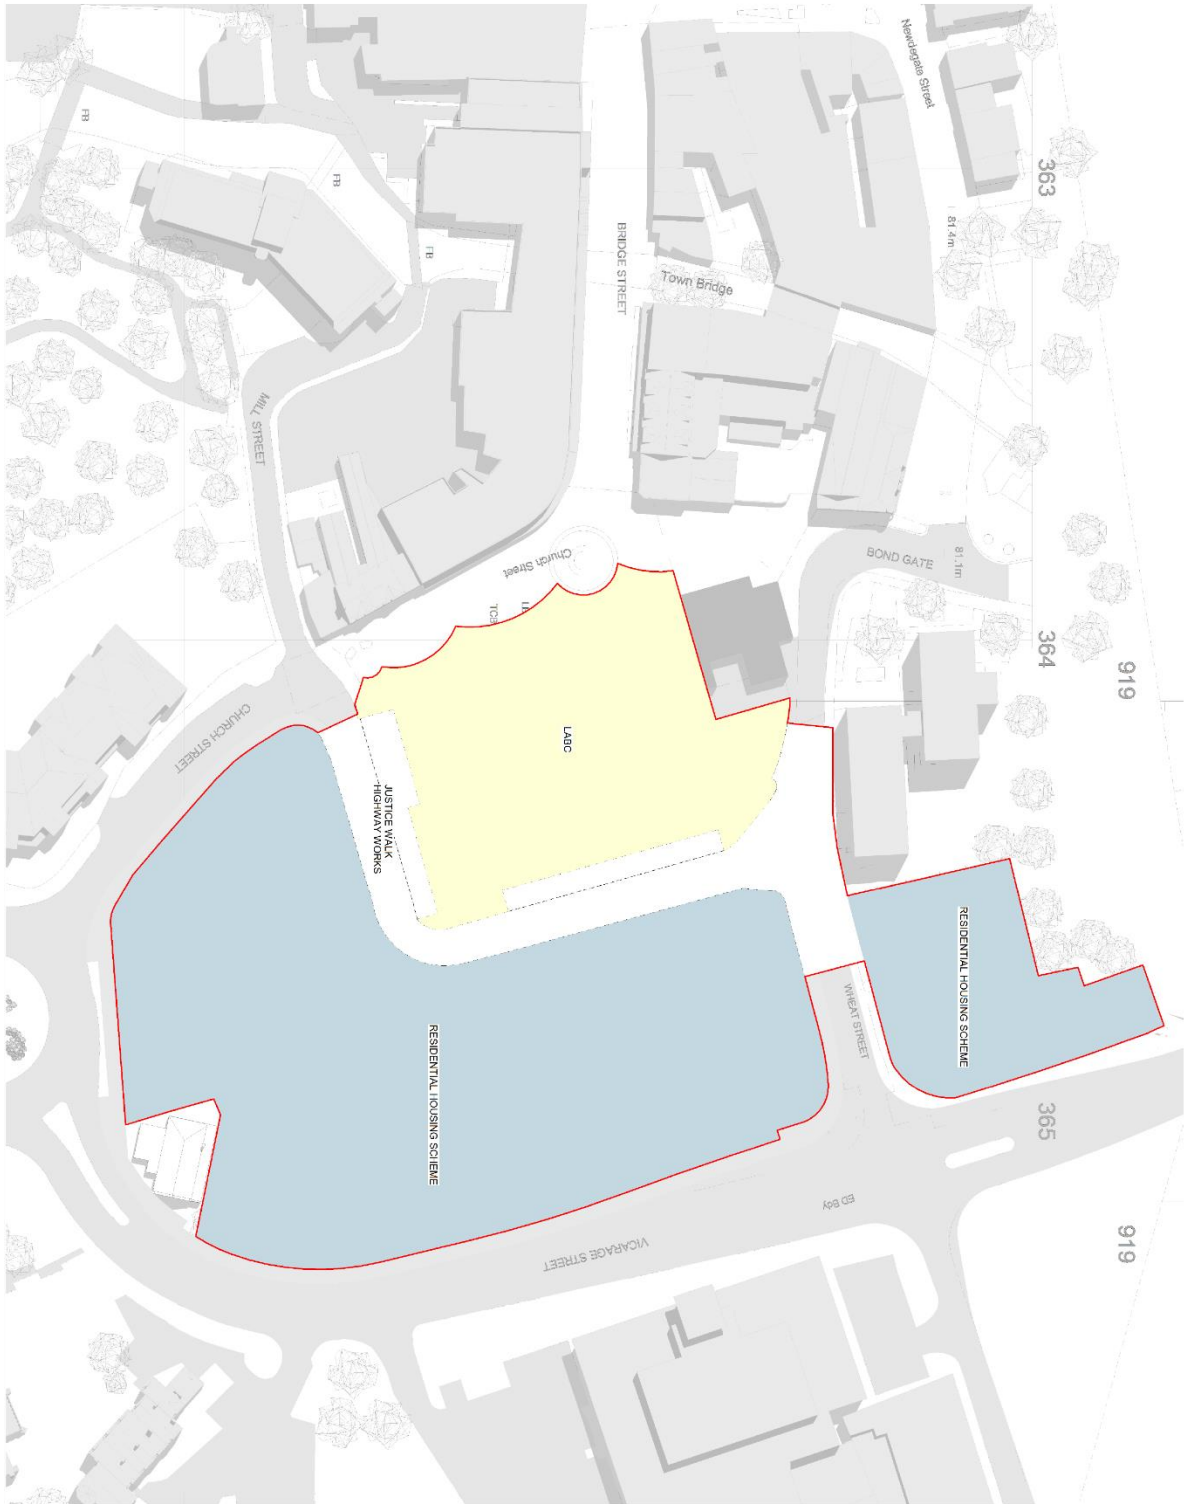 Newdegate Street
363
FB
FB
FB
81.4m
BRIDGE STREET
Town Bridge
MILL STREET
Church Street
BOND GATE
81.1m
364
919
CHURCH STREET
LABC
JUSTICE WALK
HIGHWAY WORKS
RESIDENTIAL HOUSING SCHEME
WHEAT STREET
RESIDENTIAL HOUSING SCHEME
365
ED Bdy
VICARAGE STREET
919